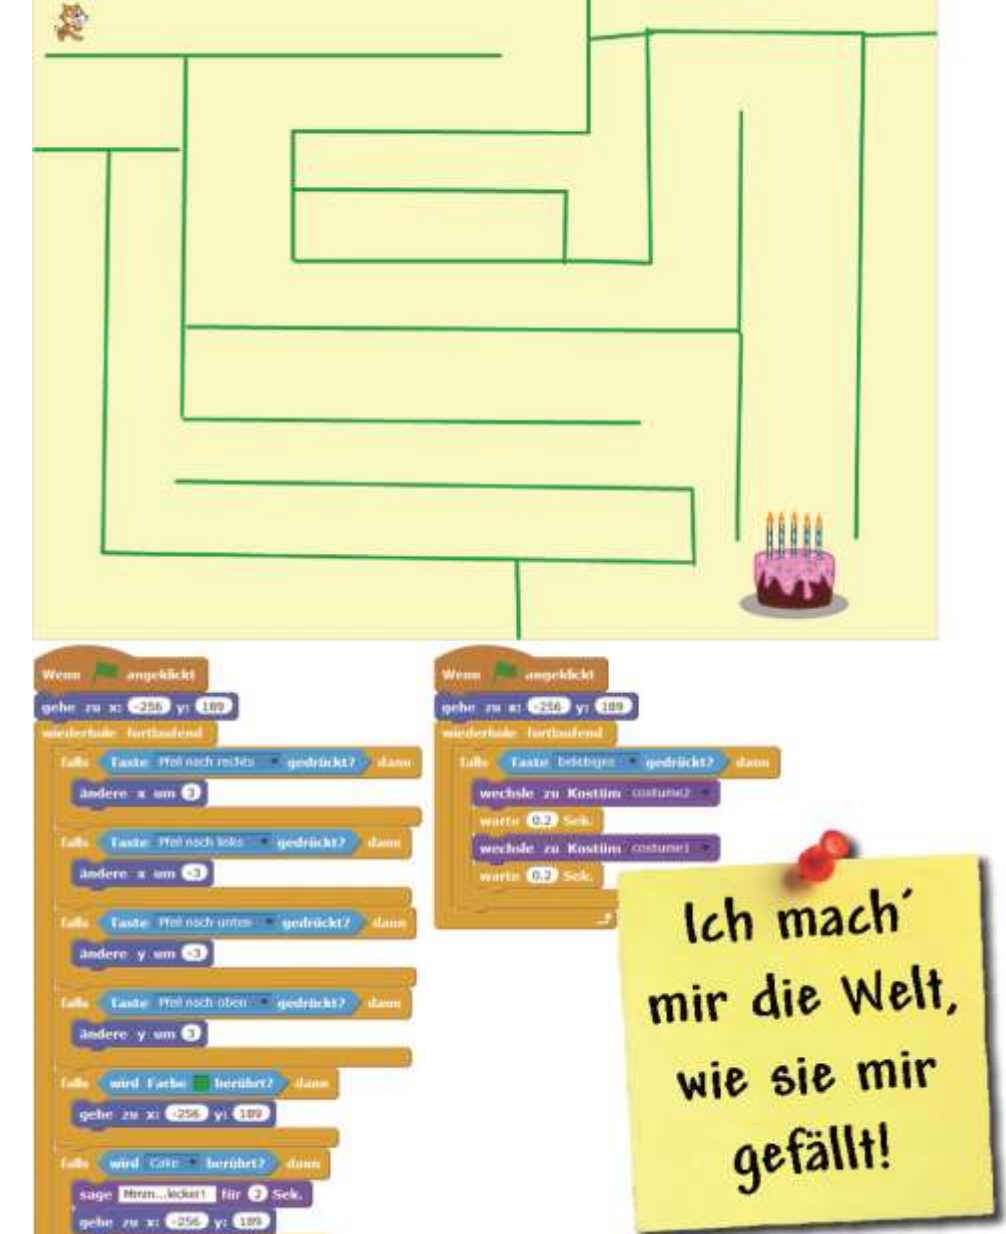 Wenn angeklickt
gehe zu x: -256 y: 189
wiederhole fortlaufend
falls Taste Pfeil nach rechts gedrückt? dann
ändere x um 3
falls Taste Pfeil nach links gedrückt? dann
ändere x um -3
falls Taste Pfeil nach unten gedrückt? dann
ändere y um -3
falls Taste Pfeil nach oben gedrückt? dann
ändere y um 3
falls wird Farbe berührt? dann
gehe zu x: -256 y: 189
falls wird Cake berührt? dann
sage Mmm...lecker! für 2 Sek.
gehe zu x: -256 y: 189
Wenn angeklickt
gehe zu x: -256 y: 189
wiederhole fortlaufend
falls Taste beliebiges gedrückt? dann
wechsle zu Kostüm costume2
warte 0.2 Sek.
wechsle zu Kostüm costume1
warte 0.2 Sek.
Ich mach´
mir die Welt,
wie sie mir
gefällt!